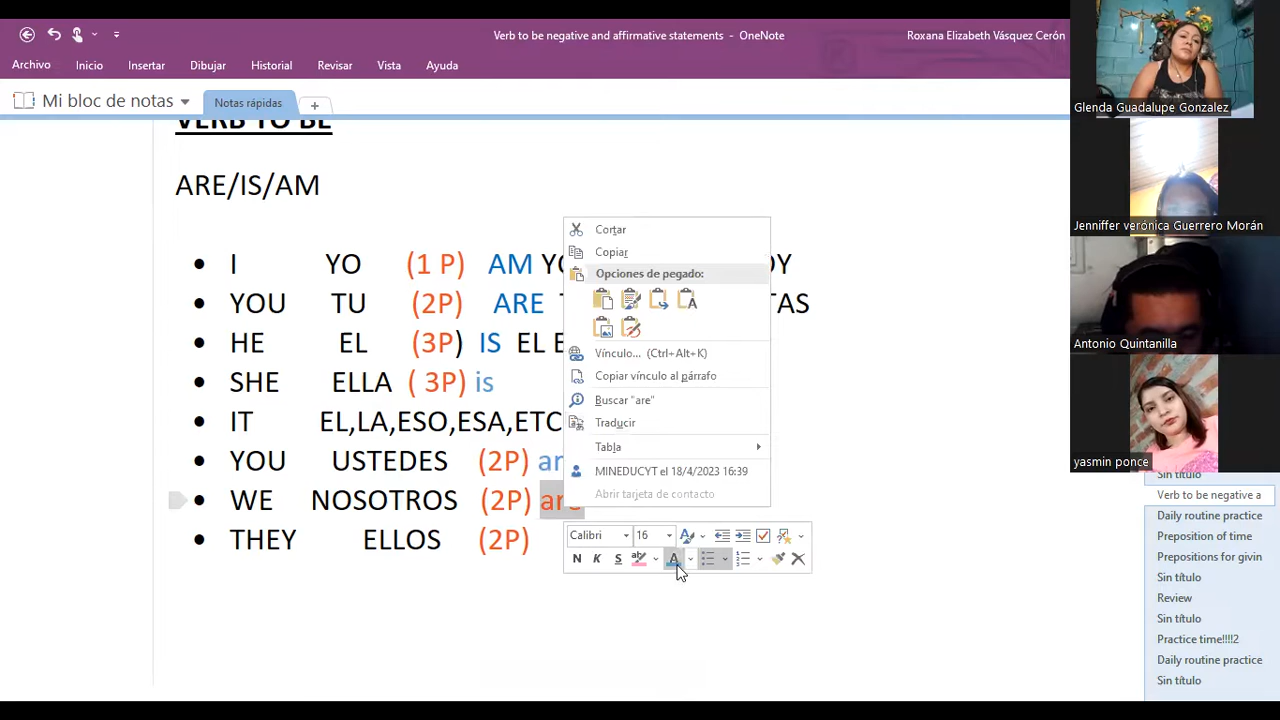 Verb to be negative and affirmative statements - OneNote
Roxana Elizabeth Vásquez Cerón
Archivo Inicio Insertar Dibujar Historial Revisar Vista Ayuda
Mi bloc de notas Notas rápidas +
VERB TO BE
ARE/IS/AM
• I YO (1 P) AM
• YOU TU (2P) ARE
• HE EL (3P) IS EL
• SHE ELLA ( 3P) is
• IT EL,LA,ESO,ESA,ETC
• YOU USTEDES (2P)
• WE NOSOTROS (2P) are
• THEY ELLOS (2P)
Cortar
Copiar
Opciones de pegado:
Vínculo... (Ctrl+Alt+K)
Copiar vínculo al párrafo
Buscar "are"
Traducir
Tabla
MINEDUCYT el 18/4/2023 16:39
Abrir tarjeta de contacto
Calibri 16
N K S ab A
Glenda Guadalupe Gonzalez
Jenniffer verónica Guerrero Morán
Antonio Quintanilla
yasmin ponce
Sin título
Verb to be negative a
Daily routine practice
Preposition of time
Prepositions for givin
Sin título
Review
Sin título
Practice time!!!!2
Daily routine practice
Sin título